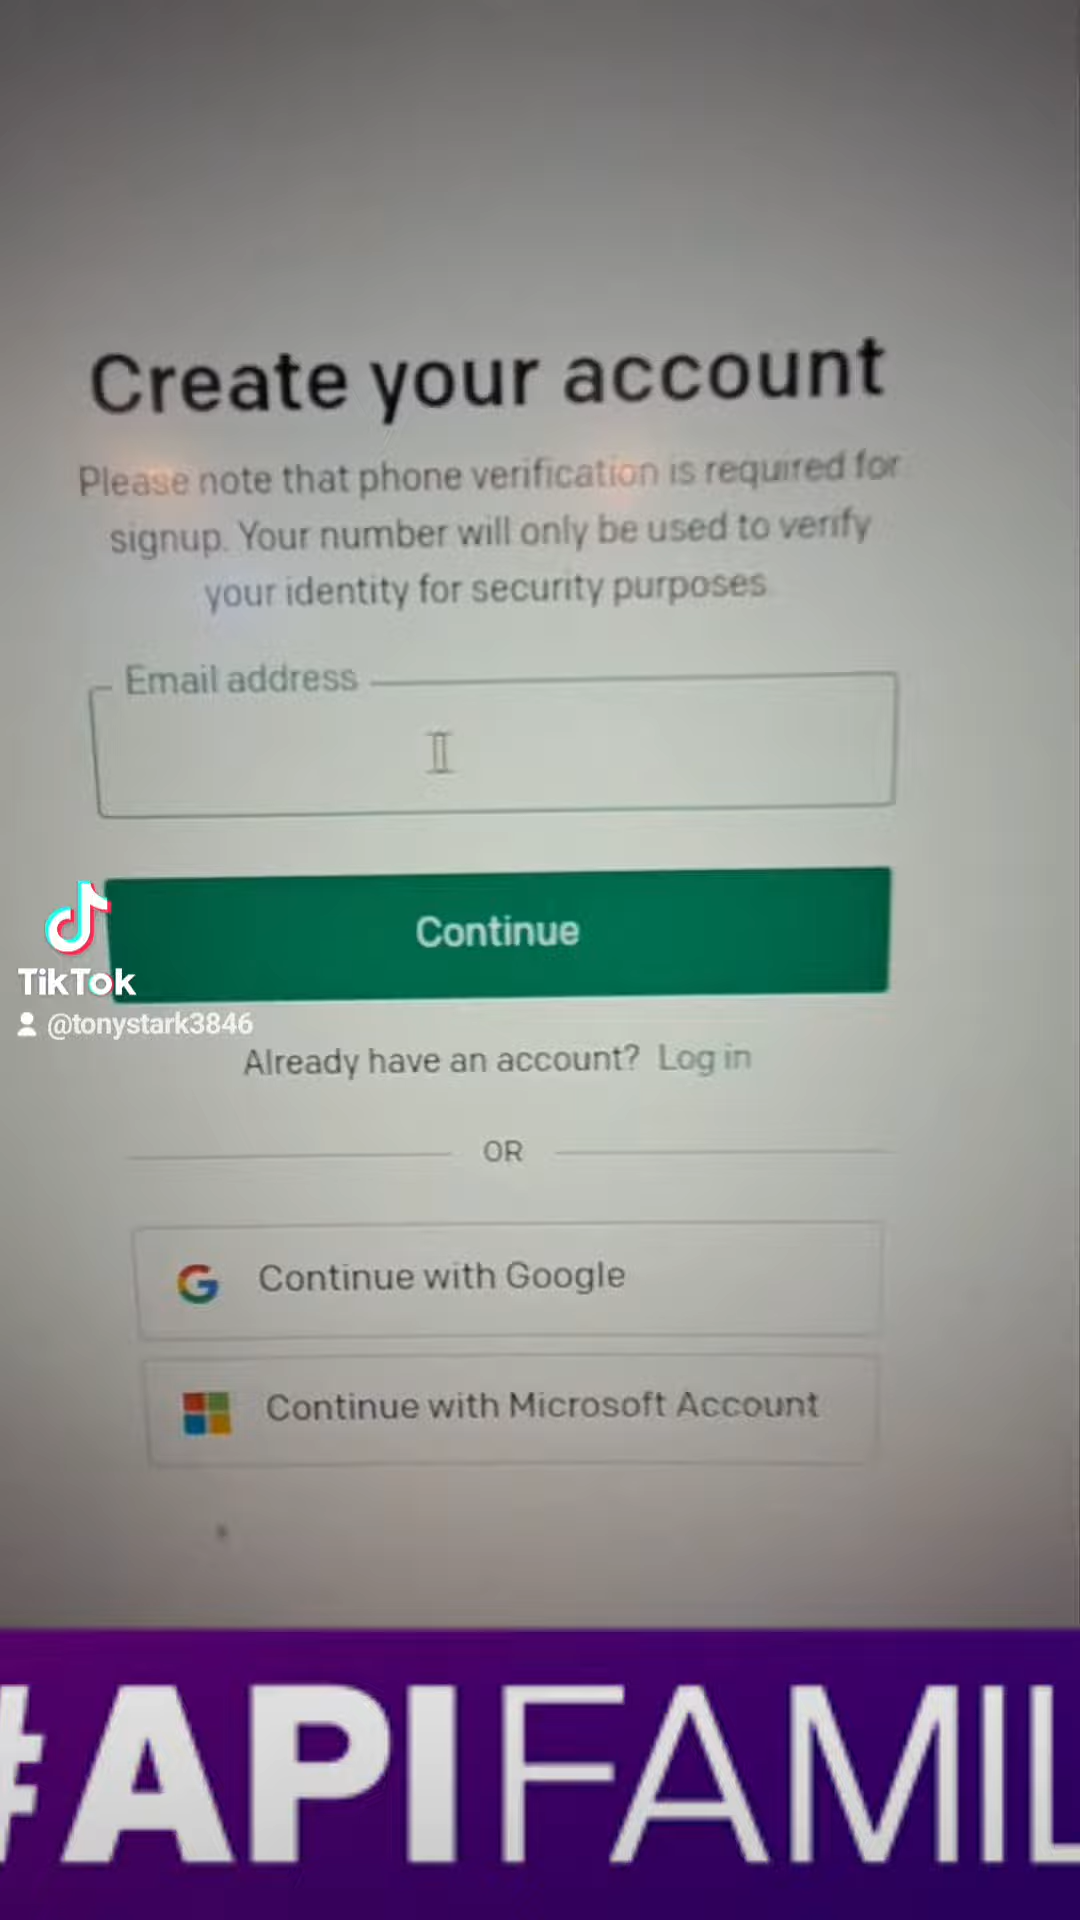 Create your account
Please note that phone verification is required for
signup. Your number will only be used to verify
your identity for security purposes
Email address
Continue
TikTok
@tonystark3846
Already have an account? Log in
OR
Continue with Google
Continue with Microsoft Account
#APIFAMIL